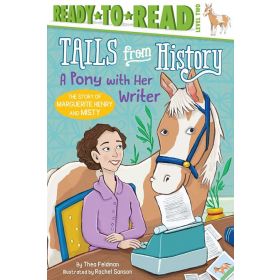 READY-TO-READ
LEVEL TWO
TAILS from HISTORY
A Pony with Her
Writer
THE STORY OF
MARGUERITE HENRY
AND MISTY
By Thea Feldman
Illustrated by Rachel Sanson